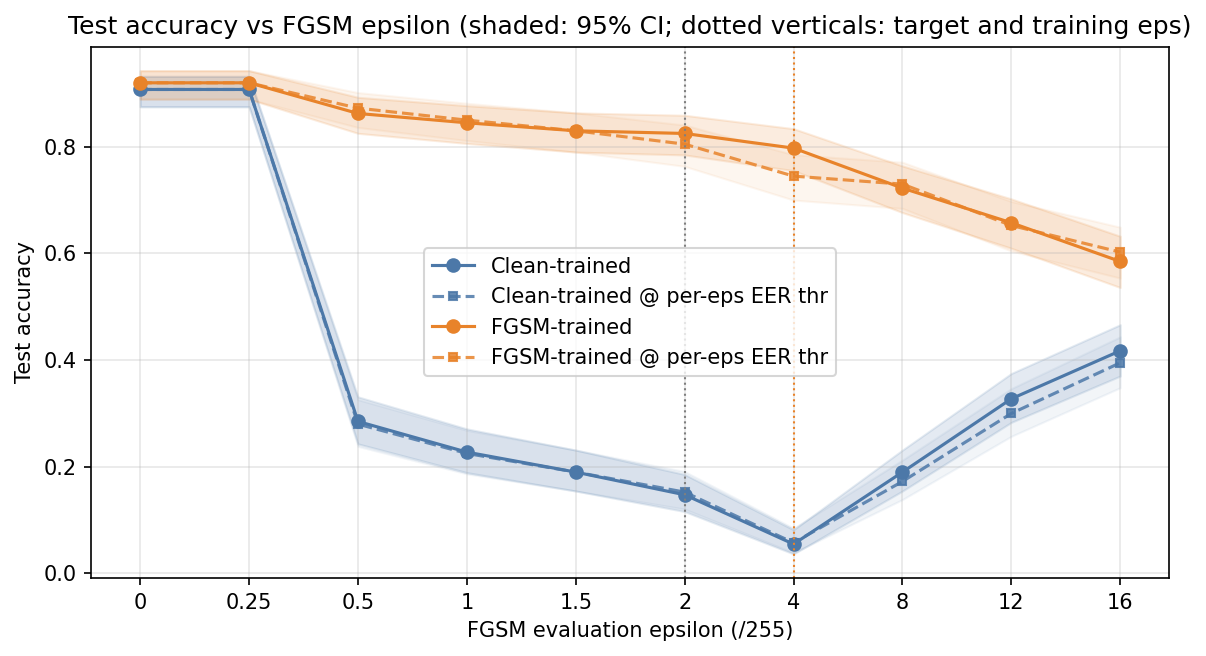 Test accuracy vs FGSM epsilon (shaded: 95% CI; dotted verticals: target and training eps)
Test accuracy
0.8
0.6
0.4
0.2
0.0
Clean-trained
Clean-trained @ per-eps EER thr
FGSM-trained
FGSM-trained @ per-eps EER thr
0 0.25 0.5 1 1.5 2 4 8 12 16
FGSM evaluation epsilon (/255)